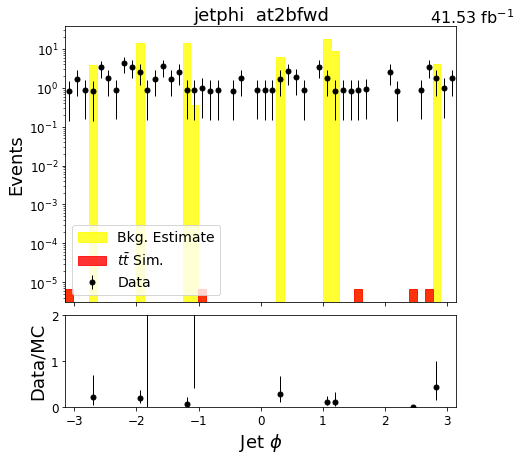 jetphi at2bfwd
41.53 fb⁻¹
Events
10¹
10⁰
10⁻¹
10⁻²
10⁻³
10⁻⁴
10⁻⁵
Bkg. Estimate
tt̄ Sim.
Data
Data/MC
2
1
0
−3 −2 −1 0 1 2 3
Jet ϕ